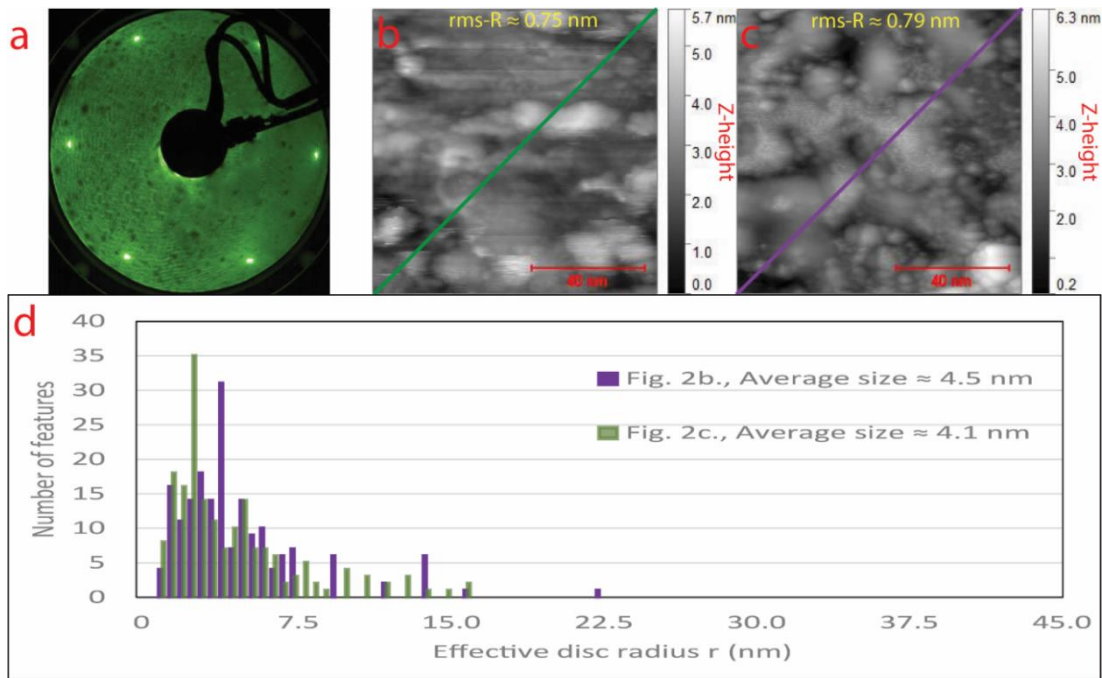 a
b
rms-R ≈ 0.75 nm
5.7 nm
5.0
4.0
3.0
2.0
1.0
0.0
Z-height
40 nm
c
rms-R ≈ 0.79 nm
6.3 nm
5.0
4.0
3.0
2.0
0.2
Z-height
40 nm
d
40
35
30
25
20
15
10
5
0
Number of features
Fig. 2b., Average size ≈ 4.5 nm
Fig. 2c., Average size ≈ 4.1 nm
0 7.5 15.0 22.5 30.0 37.5 45.0
Effective disc radius r (nm)